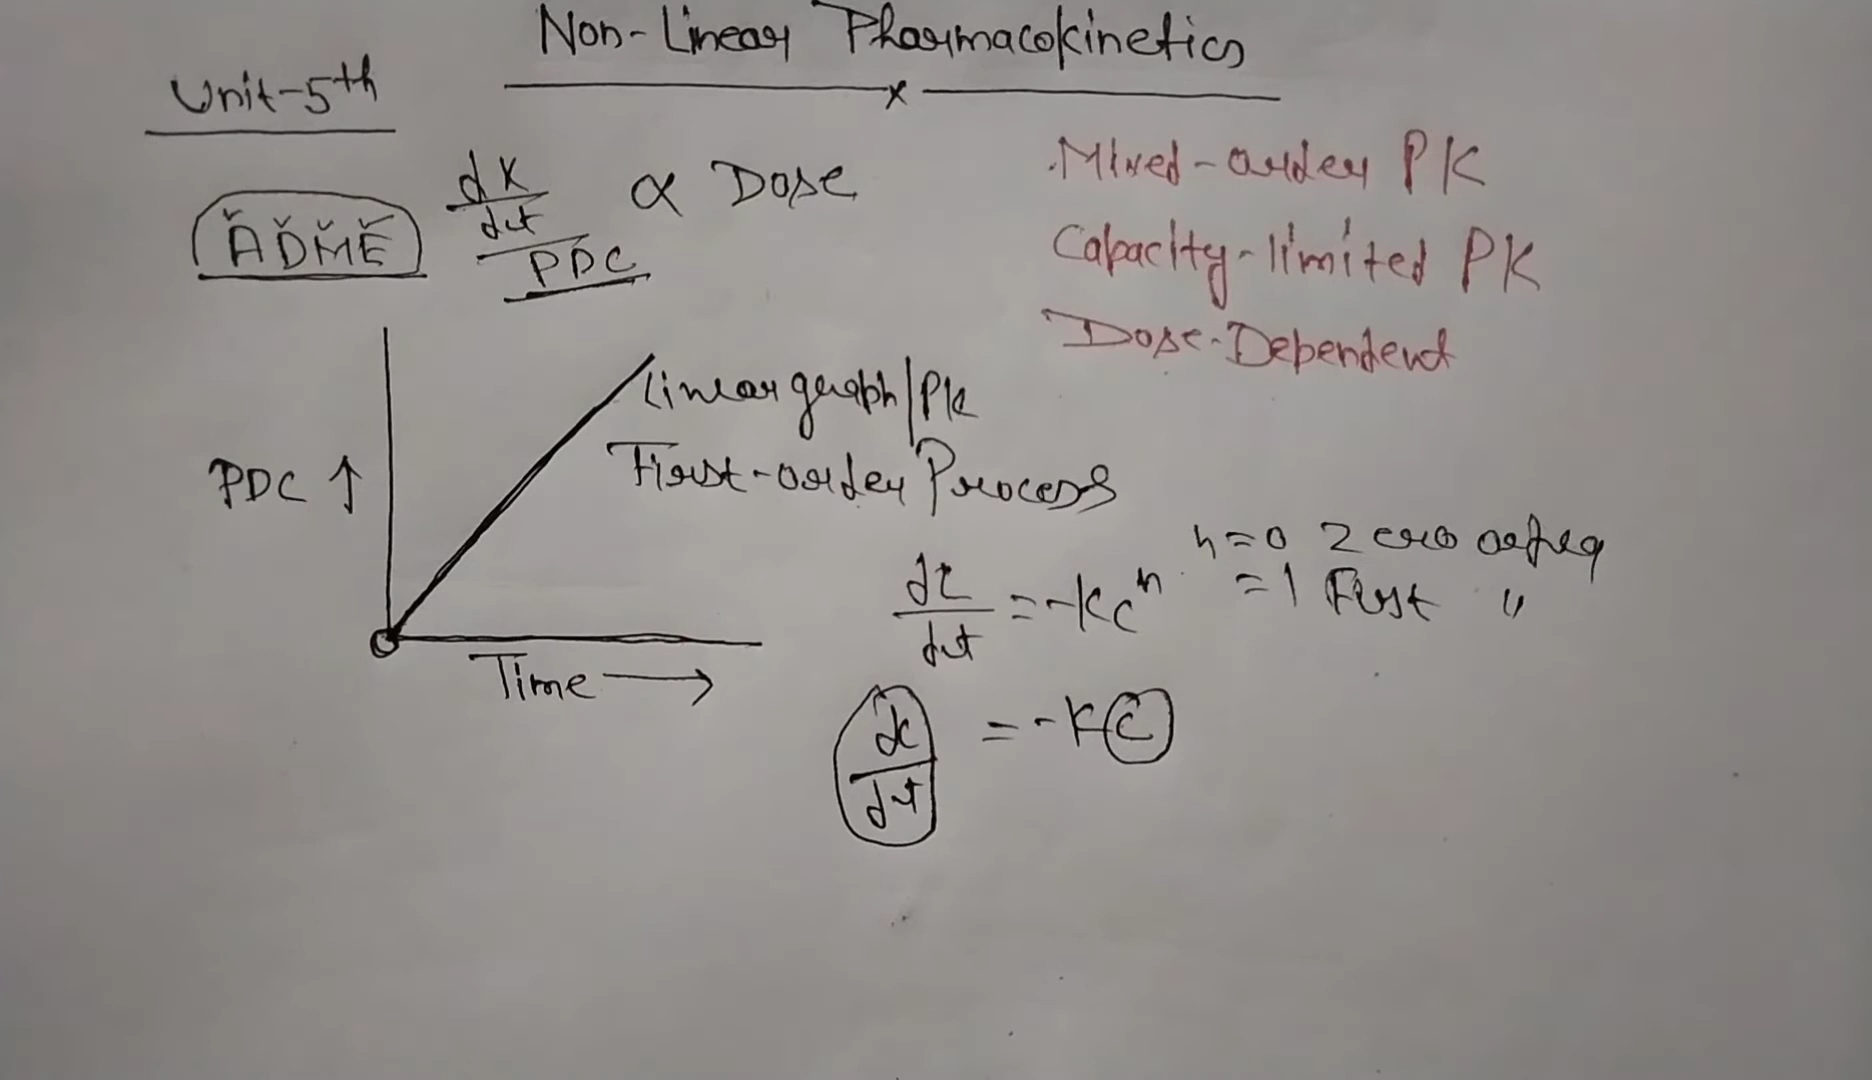 Non-Linear Pharmacokinetics
x
Unit-5th
ADME
dx/dt ∝ Dose
PDC
Mixed-order PK
Capacity-limited PK
Dose-Dependent
Linear graph/PK
First-order Process
PDC ↑
Time →
dc/dt = -kc^n
n=0 Zero order
=1 First "
dc/dt = -KC